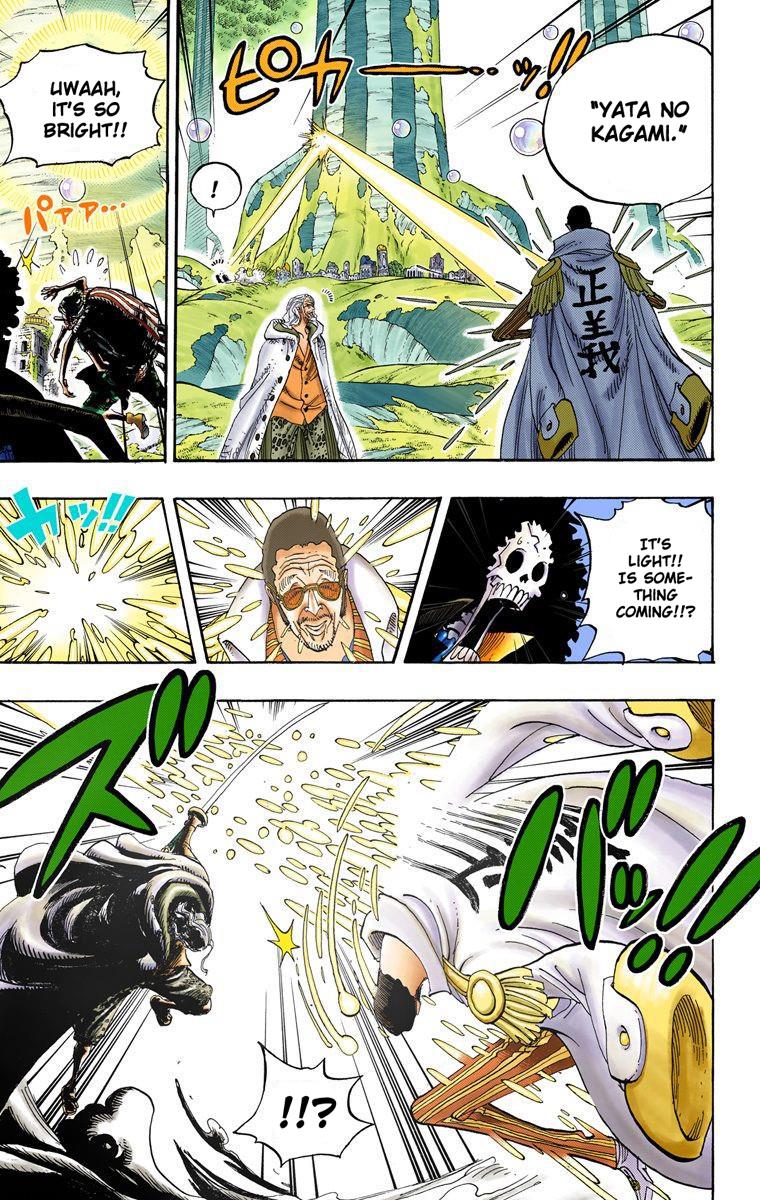 "YATA NO
KAGAMI."
ピカーーッ!!
!
正義
UWAAH,
IT'S SO
BRIGHT!!
パァァ…
IT'S
LIGHT!!
IS SOME-
THING
COMING!!?
カッ!!
ズバッ!!
!!?